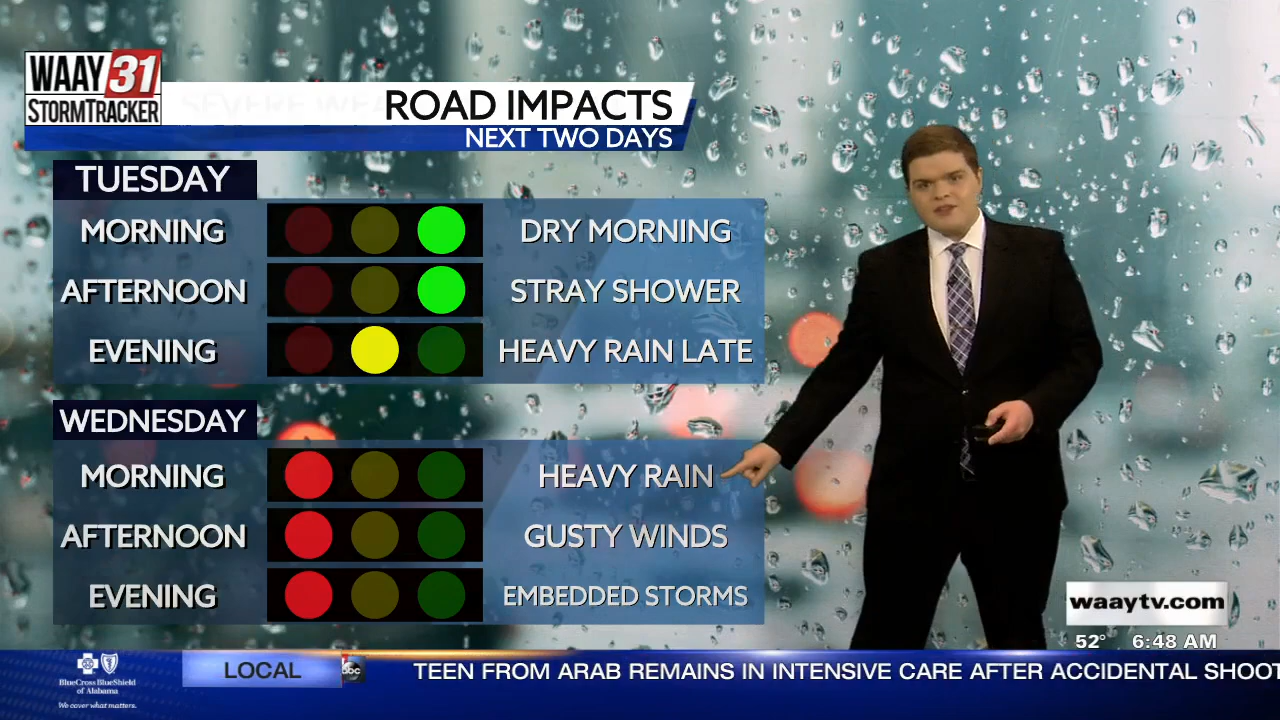 WAAY 31
STORMTRACKER
ROAD IMPACTS
NEXT TWO DAYS
TUESDAY
MORNING
DRY MORNING
AFTERNOON
STRAY SHOWER
EVENING
HEAVY RAIN LATE
WEDNESDAY
MORNING
HEAVY RAIN
AFTERNOON
GUSTY WINDS
EVENING
EMBEDDED STORMS
waaytv.com
52° 6:48 AM
BlueCross BlueShield
of Alabama
We cover what matters.
LOCAL
abc
TEEN FROM ARAB REMAINS IN INTENSIVE CARE AFTER ACCIDENTAL SHOOT